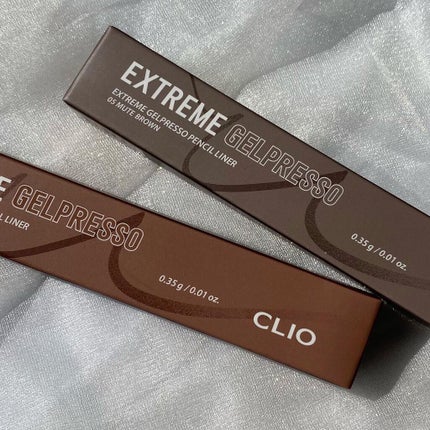 EXTREME GELPRESSO
EXTREME GELPRESSO PENCIL LINER
05 MUTE BROWN
0.35 g / 0.01 oz.
E GELPRESSO
LINER
0.35 g / 0.01 oz.
CLIO